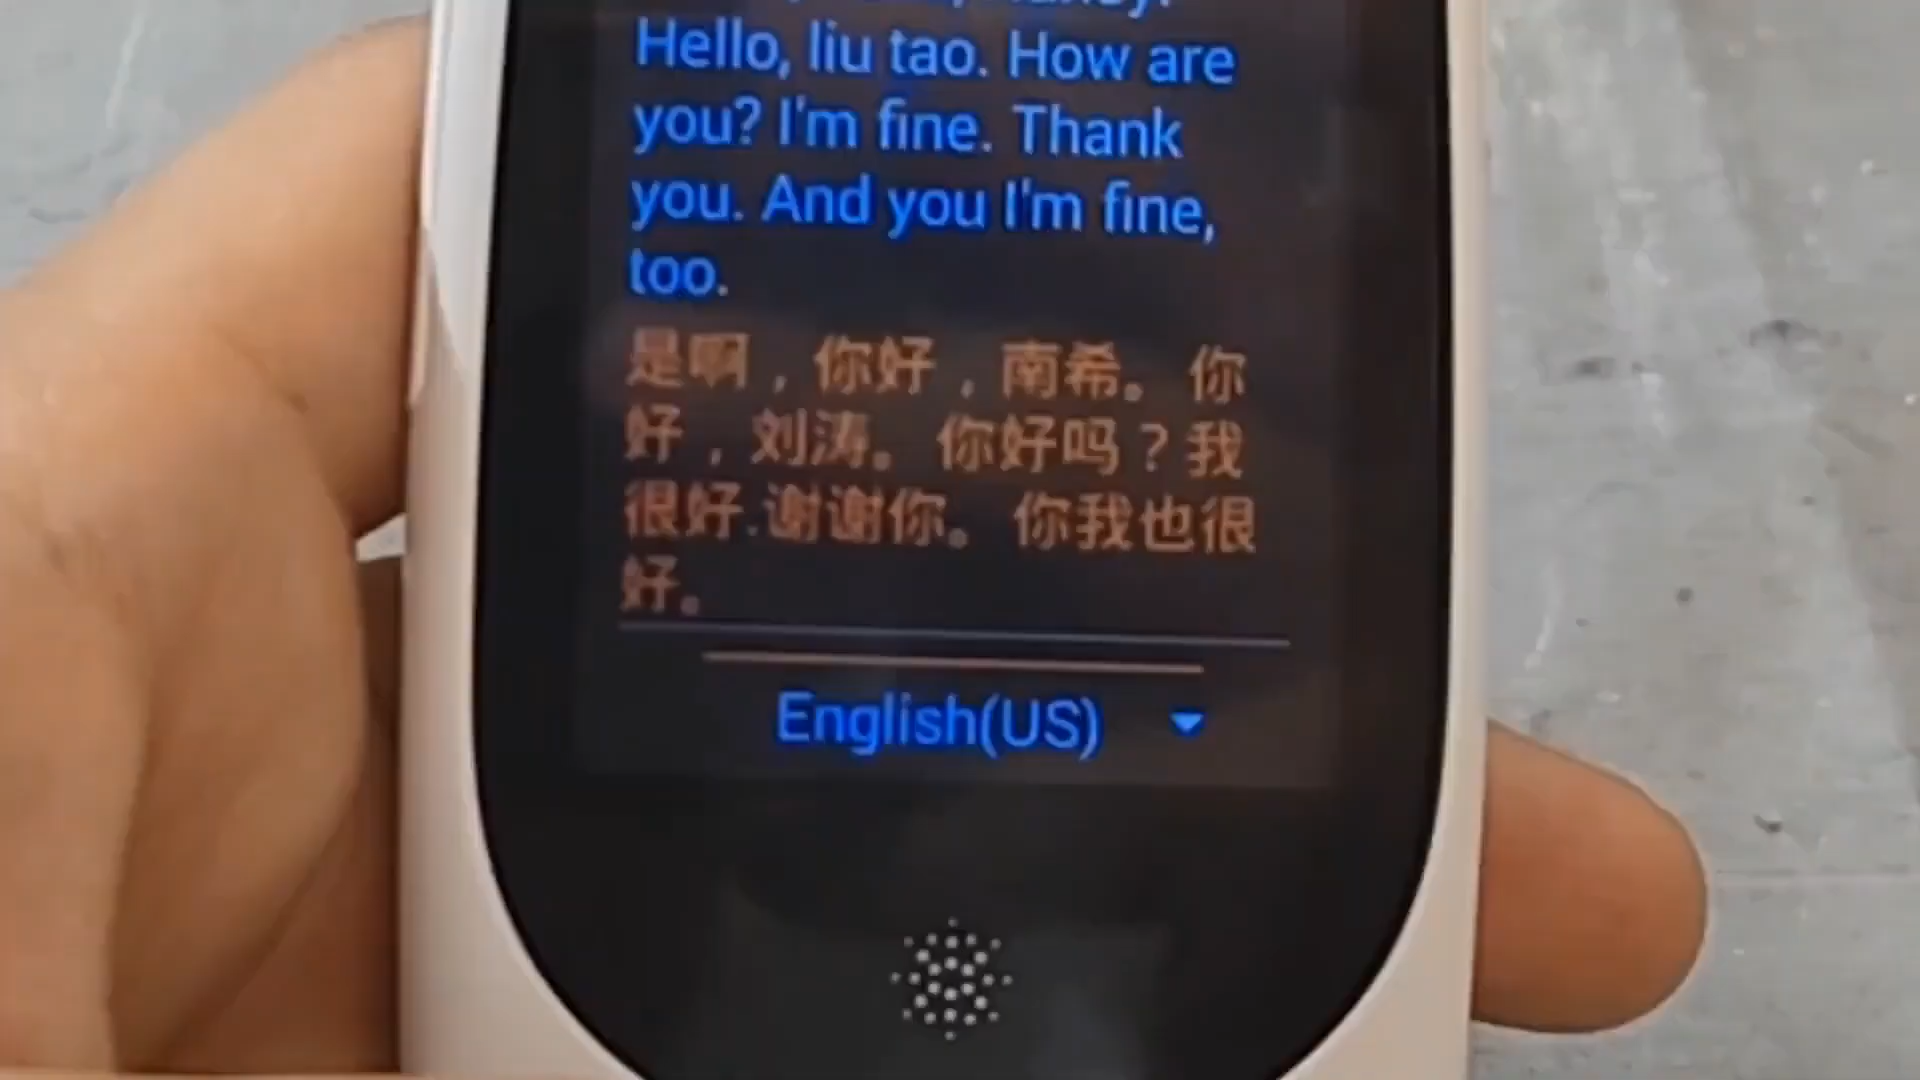 Hello, liu tao. How are
you? I'm fine. Thank
you. And you I'm fine,
too.
是啊，你好，南希。你
好，刘涛。你好吗？我
很好.谢谢你。你我也很
好。
English(US)